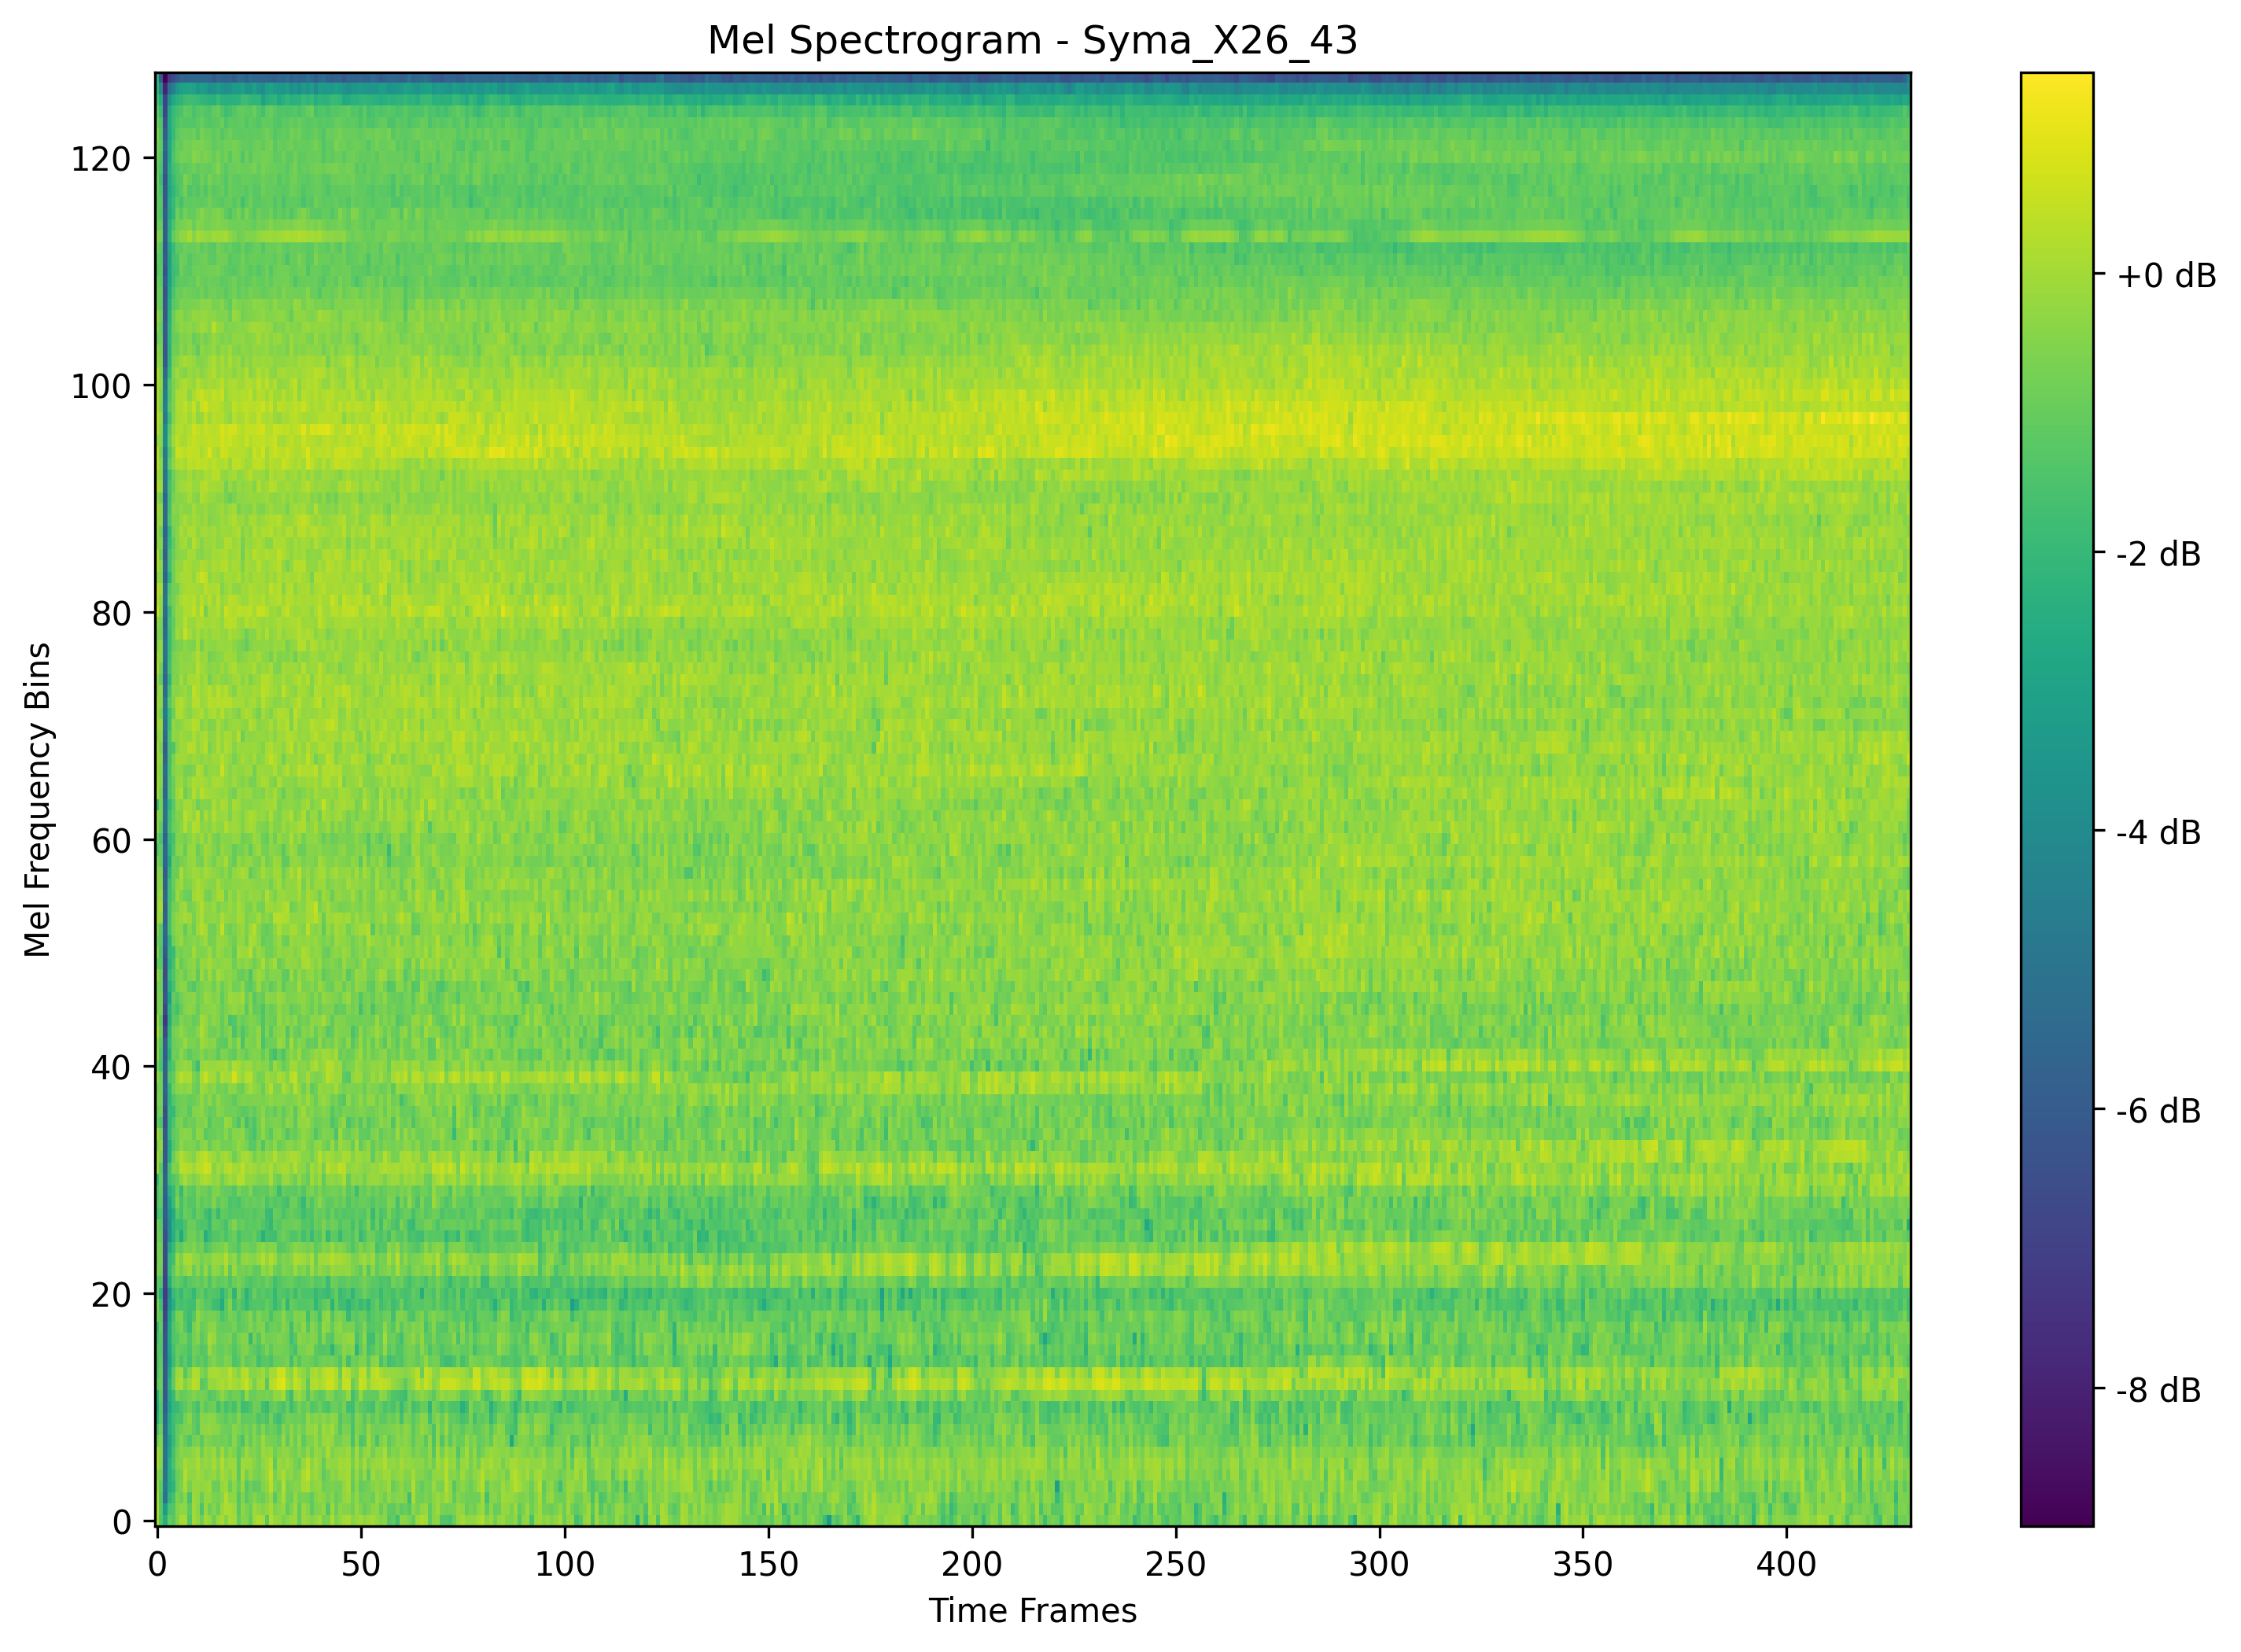 Mel Spectrogram - Syma_X26_43
Mel Frequency Bins
120
100
80
60
40
20
0
0 50 100 150 200 250 300 350 400
Time Frames
+0 dB
-2 dB
-4 dB
-6 dB
-8 dB